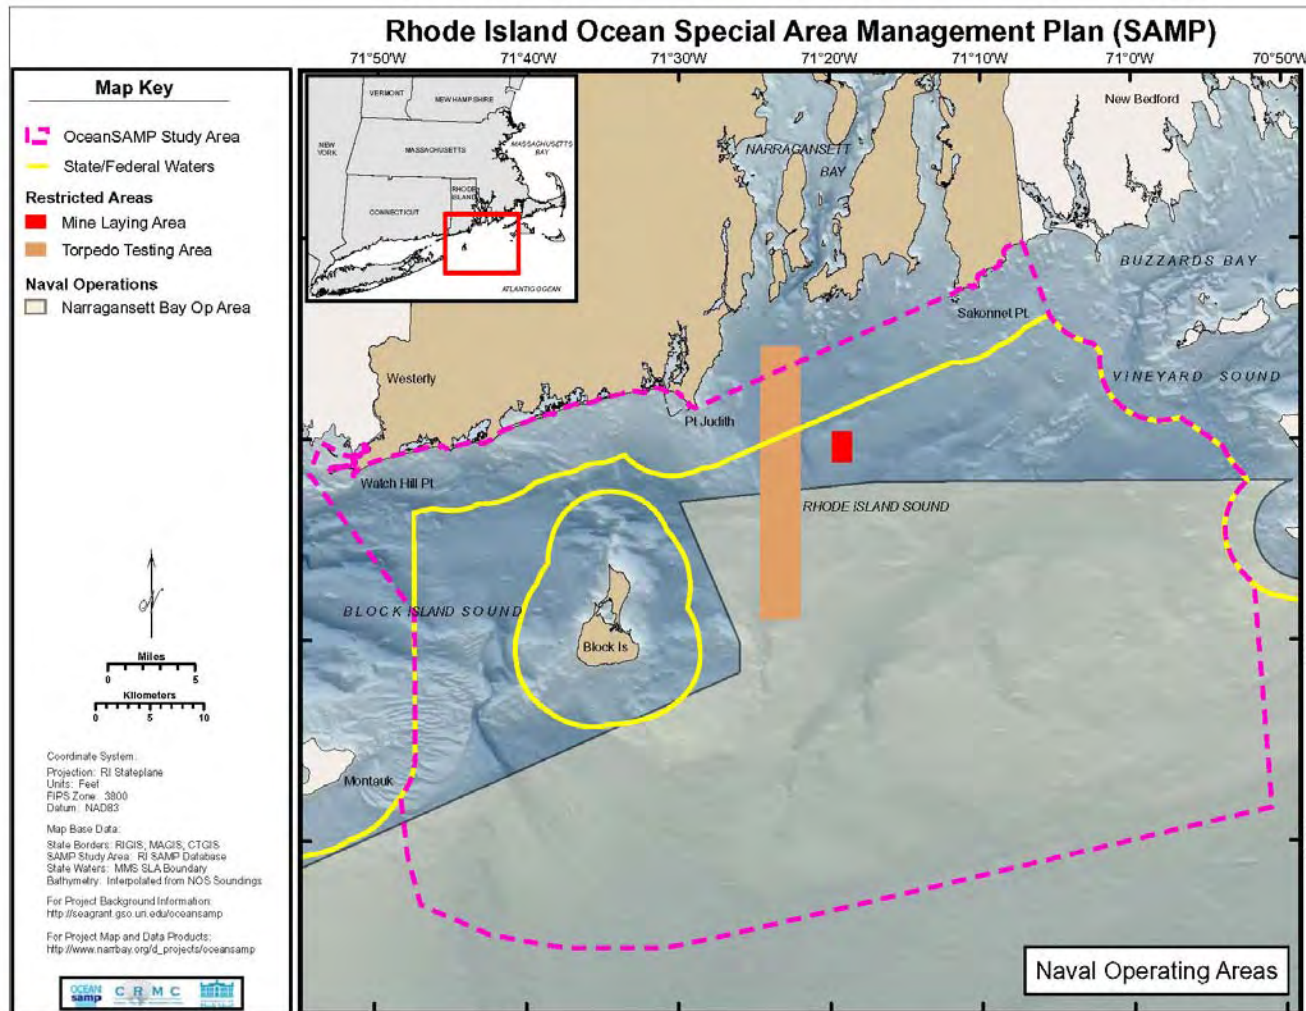 Rhode Island Ocean Special Area Management Plan (SAMP)
71°50'W
71°40'W
71°30'W
71°20'W
71°10'W
71°0'W
70°50'W
Map Key
OceanSAMP Study Area
State/Federal Waters
Restricted Areas
Mine Laying Area
Torpedo Testing Area
Naval Operations
Narragansett Bay Op Area
Miles
0 5
Kilometers
0 5 10
Coordinate System:
Projection: RI Stateplane
Units: Feet
FIPS Zone: 3800
Datum: NAD83
Map Base Data:
State Borders: RIGIS, MAGIS, CTGIS
SAMP Study Area: RI SAMP Database
State Waters: MMS SLA Boundary
Bathymetry: Interpolated from NOS Soundings
For Project Background Information:
http://seagrant.gso.uri.edu/oceansamp
For Project Map and Data Products:
http://www.narrbay.org/d_projects/oceansamp
OCEAN
samp
CRMC
VERMONT
NEW HAMPSHIRE
NEW
YORK
MASSACHUSETTS
MASSACHUSETTS
BAY
RHODE
ISLAND
CONNECTICUT
ATLANTIC OCEAN
New Bedford
NARRAGANSETT
BAY
BUZZARDS BAY
Sakonnet Pt.
VINEYARD SOUND
Westerly
Pt Judith
Watch Hill Pt.
RHODE ISLAND SOUND
BLOCK ISLAND SOUND
Block Is
Montauk
Naval Operating Areas